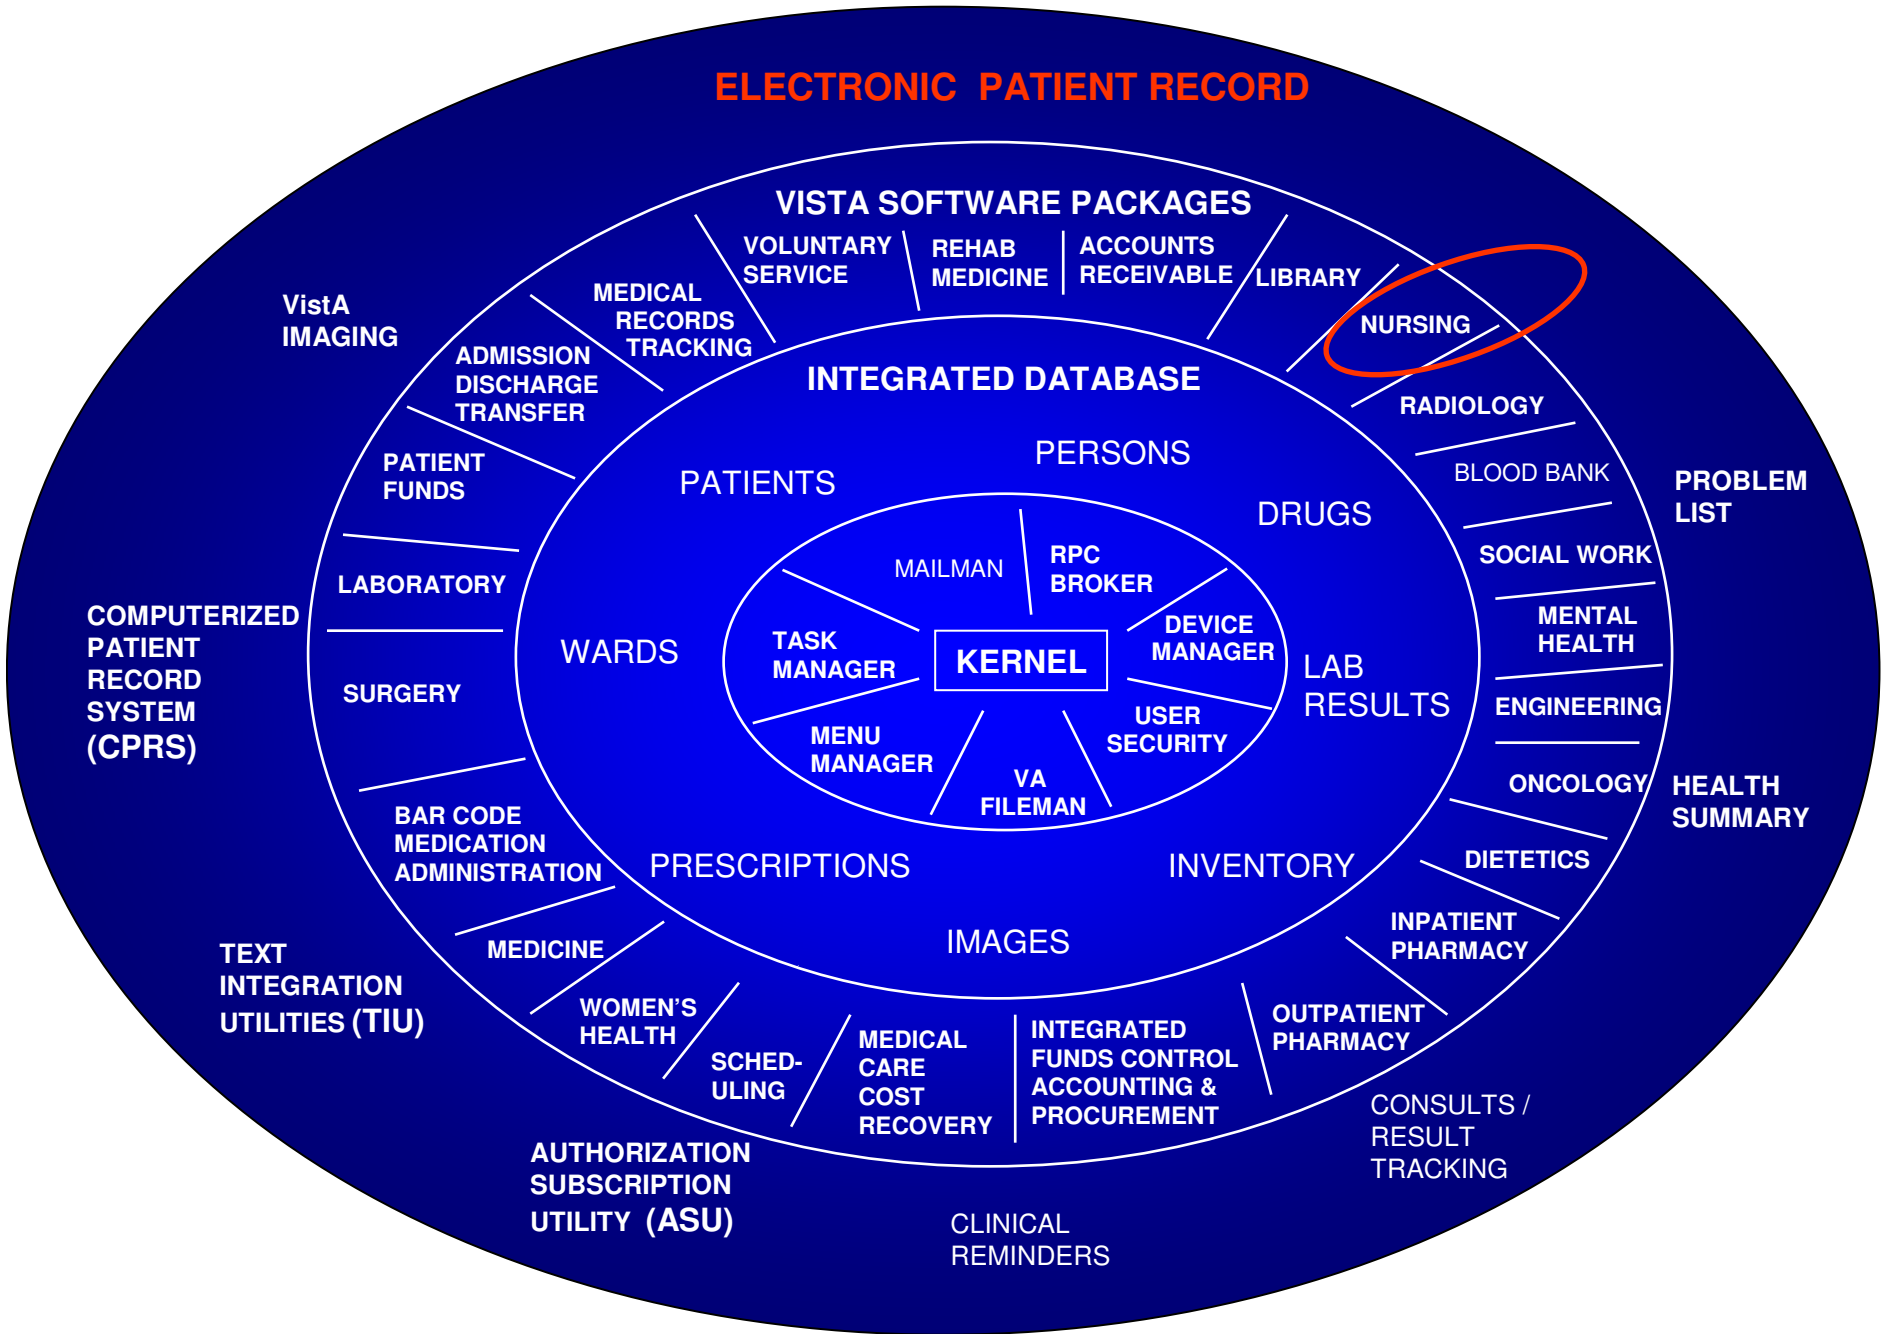 ELECTRONIC PATIENT RECORD
VISTA SOFTWARE PACKAGES
VOLUNTARY
SERVICE
REHAB
MEDICINE
ACCOUNTS
RECEIVABLE
LIBRARY
NURSING
RADIOLOGY
BLOOD BANK
SOCIAL WORK
MENTAL
HEALTH
ENGINEERING
ONCOLOGY
DIETETICS
INPATIENT
PHARMACY
OUTPATIENT
PHARMACY
INTEGRATED
FUNDS CONTROL
ACCOUNTING &
PROCUREMENT
MEDICAL
CARE
COST
RECOVERY
SCHED-
ULING
WOMEN'S
HEALTH
MEDICINE
BAR CODE
MEDICATION
ADMINISTRATION
SURGERY
LABORATORY
PATIENT
FUNDS
ADMISSION
DISCHARGE
TRANSFER
MEDICAL
RECORDS
TRACKING
INTEGRATED DATABASE
PERSONS
PATIENTS
DRUGS
WARDS
LAB
RESULTS
PRESCRIPTIONS
INVENTORY
IMAGES
MAILMAN
RPC
BROKER
TASK
MANAGER
KERNEL
DEVICE
MANAGER
MENU
MANAGER
USER
SECURITY
VA
FILEMAN
VistA
IMAGING
PROBLEM
LIST
COMPUTERIZED
PATIENT
RECORD
SYSTEM
(CPRS)
HEALTH
SUMMARY
TEXT
INTEGRATION
UTILITIES (TIU)
CONSULTS /
RESULT
TRACKING
AUTHORIZATION
SUBSCRIPTION
UTILITY (ASU)
CLINICAL
REMINDERS